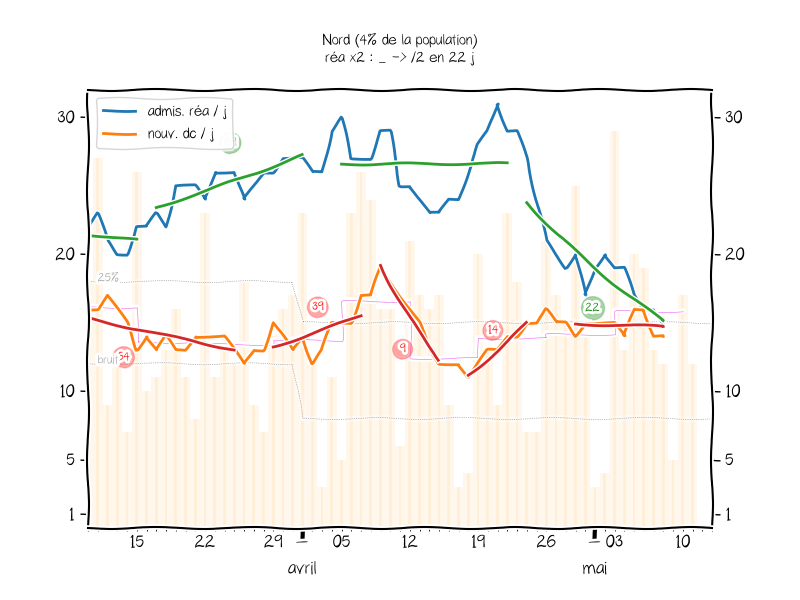 Nord (4% de la population)
réa x2 : _ -> /2 en 22 j
admis. réa / j
nouv. dc / j
30 30
20 20
10 10
5 5
1 1
25%
bruit
54
39
9
14
22
15 22 29 — 05 12 19 26 — 03 10
avril mai